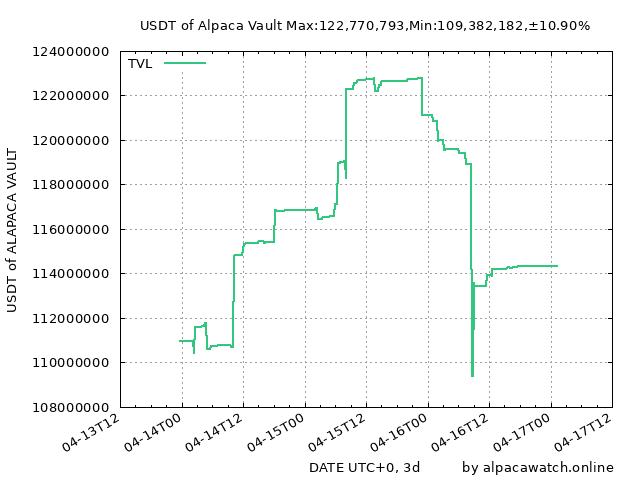 USDT of Alpaca Vault Max:122,770,793,Min:109,382,182,±10.90%
TVL
124000000
122000000
120000000
118000000
116000000
114000000
112000000
110000000
108000000
USDT of ALAPACA VAULT
04-13T12
04-14T00
04-14T12
04-15T00
04-15T12
04-16T00
04-16T12
04-17T00
04-17T12
DATE UTC+0, 3d
by alpacawatch.online